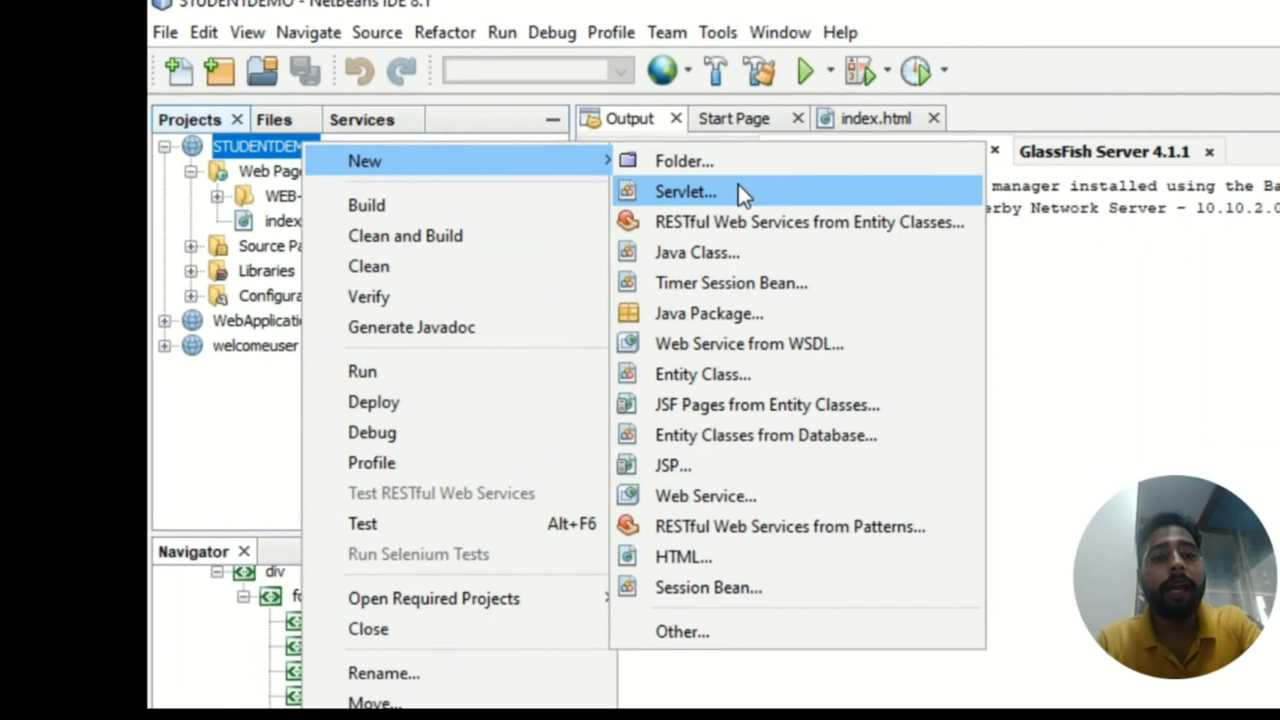 STUDENTDEMO - NetBeans IDE 8.1
File Edit View Navigate Source Refactor Run Debug Profile Team Tools Window Help
Projects Files Services
Output Start Page index.html
GlassFish Server 4.1.1
manager installed using the Ba
erby Network Server - 10.10.2.0
STUDENTDEM
Web Pag
WEB-
index
Source Pa
Libraries
Configura
WebApplicati
welcomeuser
New
Build
Clean and Build
Clean
Verify
Generate Javadoc
Run
Deploy
Debug
Profile
Test RESTful Web Services
Test Alt+F6
Run Selenium Tests
Open Required Projects
Close
Rename...
Move...
Folder...
Servlet...
RESTful Web Services from Entity Classes...
Java Class...
Timer Session Bean...
Java Package...
Web Service from WSDL...
Entity Class...
JSF Pages from Entity Classes...
Entity Classes from Database...
JSP...
Web Service...
RESTful Web Services from Patterns...
HTML...
Session Bean...
Other...
Navigator
div
fo